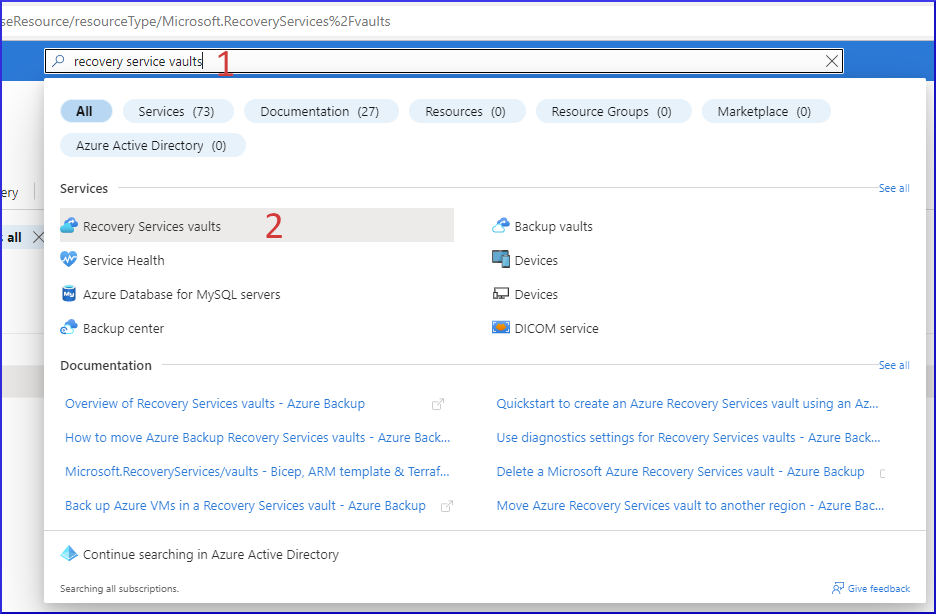 seResource/resourceType/Microsoft.RecoveryServices%2Fvaults
recovery service vaults 1
All Services (73) Documentation (27) Resources (0) Resource Groups (0) Marketplace (0)
Azure Active Directory (0)
ery
Services See all
Recovery Services vaults 2 Backup vaults
all
Service Health Devices
Azure Database for MySQL servers Devices
Backup center DICOM service
Documentation See all
Overview of Recovery Services vaults - Azure Backup Quickstart to create an Azure Recovery Services vault using an Az...
How to move Azure Backup Recovery Services vaults - Azure Back... Use diagnostics settings for Recovery Services vaults - Azure Back...
Microsoft.RecoveryServices/vaults - Bicep, ARM template & Terraf... Delete a Microsoft Azure Recovery Services vault - Azure Backup
Back up Azure VMs in a Recovery Services vault - Azure Backup Move Azure Recovery Services vault to another region - Azure Bac...
Continue searching in Azure Active Directory
Searching all subscriptions. Give feedback